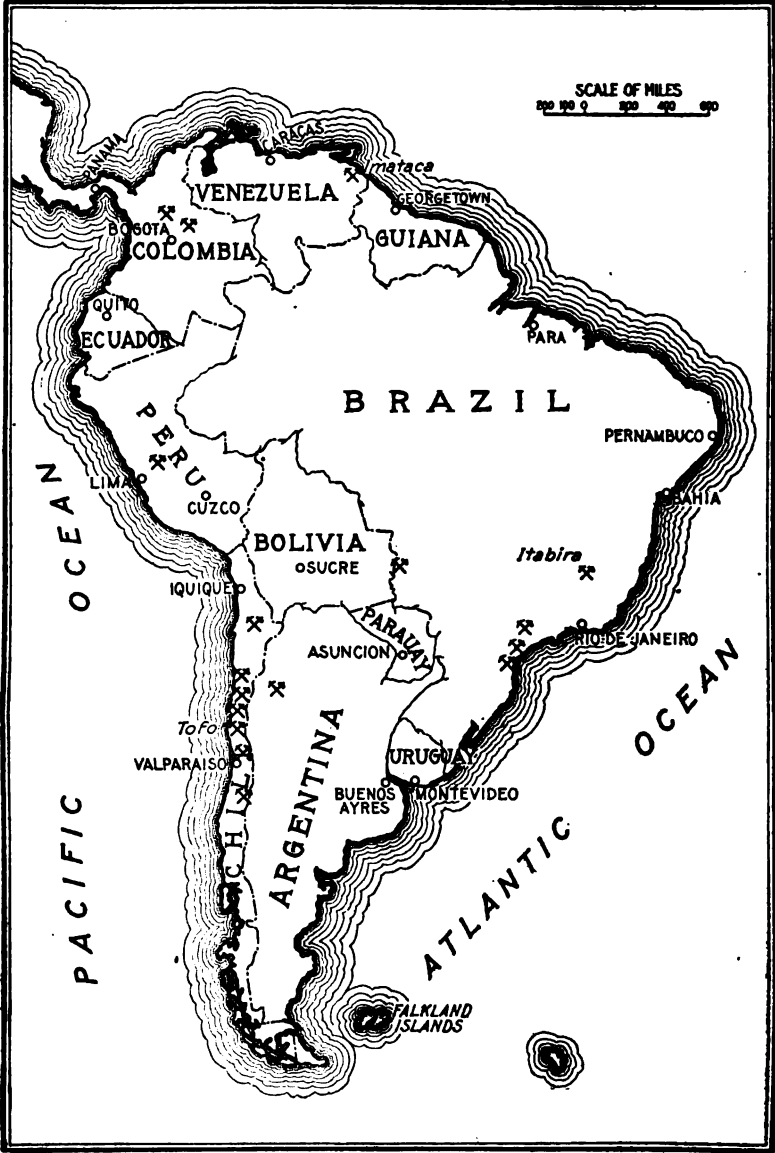 SCALE OF MILES
200 100 0 200 400 600
CARACAS
PANAMA
Imataca
VENEZUELA
GEORGETOWN
BOGOTA
GUIANA
COLOMBIA
QUITO
ECUADOR
PARA
BRAZIL
PERU
PERNAMBUCO
LIMA
CUZCO
BAHIA
BOLIVIA
Itabira
SUCRE
IQUIQUE
PARAUAY
RIO-DE-JANEIRO
ASUNCION
Tofo
URUGUAY
VALPARAISO
BUENOS
AYRES
MONTEVIDEO
CHILE
ARGENTINA
PACIFIC OCEAN
ATLANTIC OCEAN
FALKLAND
ISLANDS